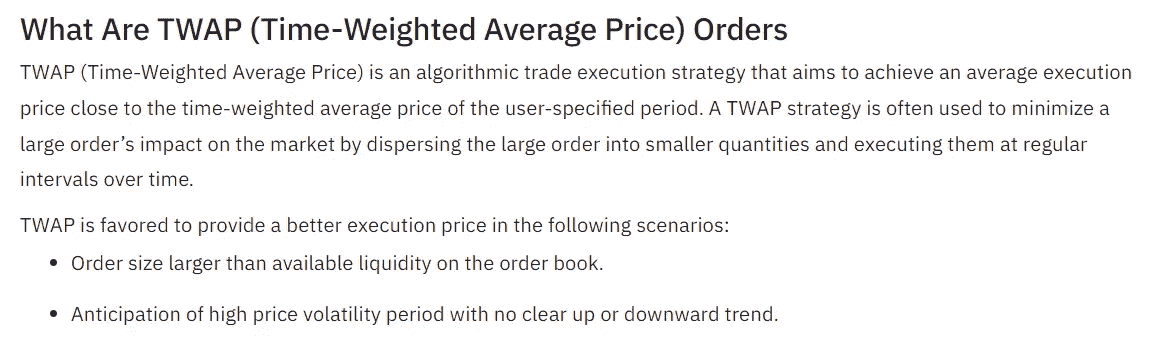 What Are TWAP (Time-Weighted Average Price) Orders
TWAP (Time-Weighted Average Price) is an algorithmic trade execution strategy that aims to achieve an average execution
price close to the time-weighted average price of the user-specified period. A TWAP strategy is often used to minimize a
large order’s impact on the market by dispersing the large order into smaller quantities and executing them at regular
intervals over time.
TWAP is favored to provide a better execution price in the following scenarios:
• Order size larger than available liquidity on the order book.
• Anticipation of high price volatility period with no clear up or downward trend.